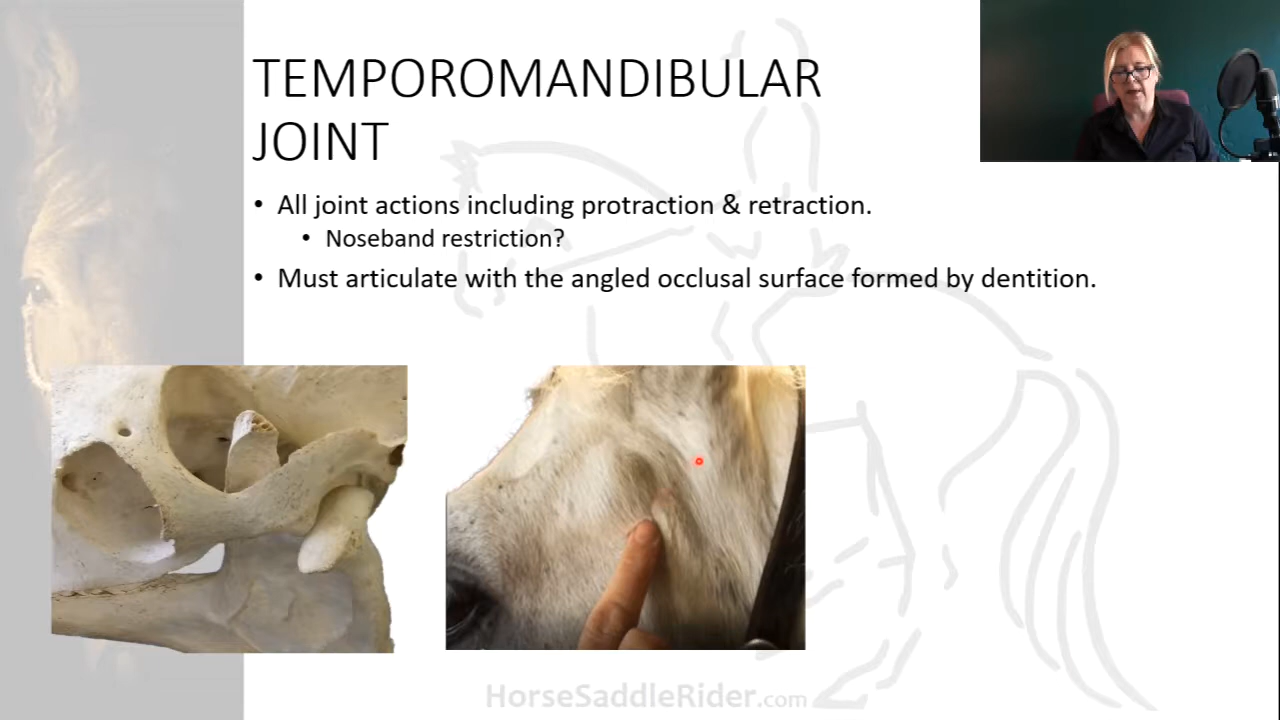 TEMPOROMANDIBULAR
JOINT
• All joint actions including protraction & retraction.
• Noseband restriction?
• Must articulate with the angled occlusal surface formed by dentition.
HorseSaddleRider.com